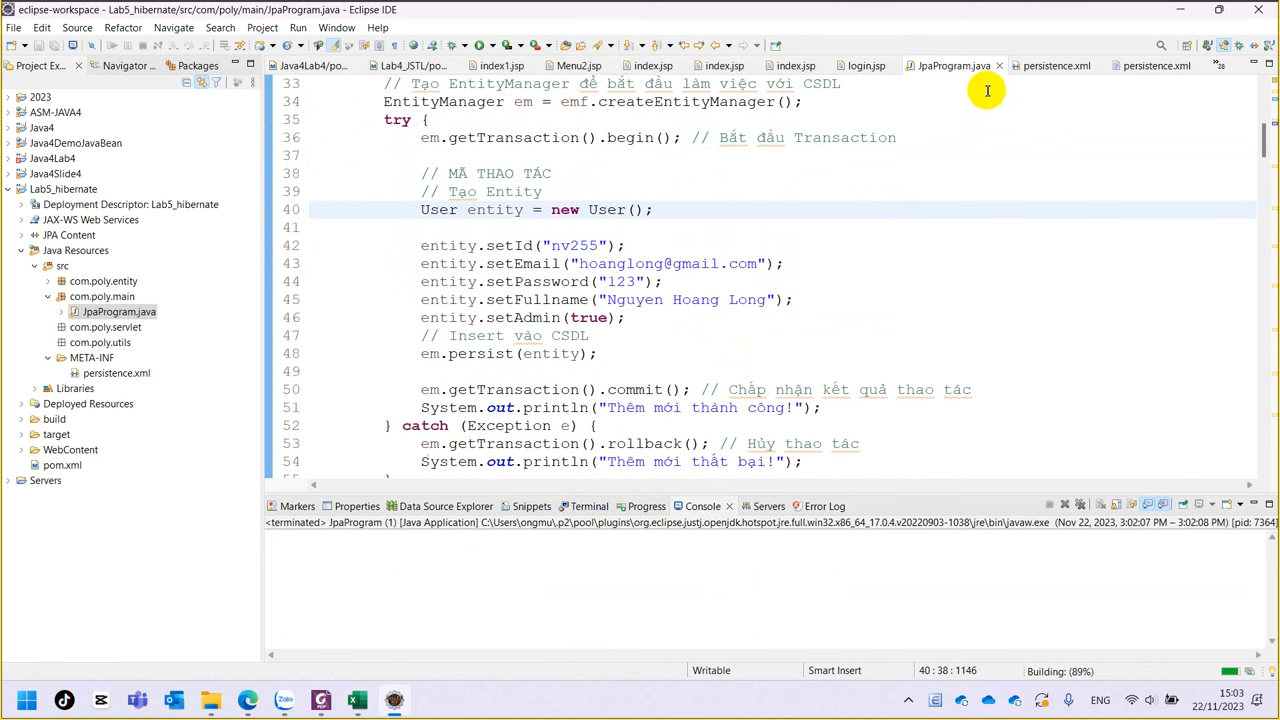 eclipse-workspace - Lab5_hibernate/src/com/poly/main/JpaProgram.java - Eclipse IDE
File Edit Source Refactor Navigate Search Project Run Window Help
Project Ex... Navigator ... Packages
Java4Lab4/po... Lab4_JSTL/po... index1.jsp Menu2.jsp index.jsp index.jsp index.jsp login.jsp JpaProgram.java persistence.xml persistence.xml »28
2023
ASM-JAVA4
Java4
Java4DemoJavaBean
Java4Lab4
Java4Slide4
Lab5_hibernate
Deployment Descriptor: Lab5_hibernate
JAX-WS Web Services
JPA Content
Java Resources
src
com.poly.entity
com.poly.main
JpaProgram.java
com.poly.servlet
com.poly.utils
META-INF
persistence.xml
Libraries
Deployed Resources
build
target
WebContent
pom.xml
Servers
33 // Tạo EntityManager để bắt đầu làm việc với CSDL
34 EntityManager em = emf.createEntityManager();
35 try {
36 em.getTransaction().begin(); // Bắt đầu Transaction
37
38 // MÃ THAO TÁC
39 // Tạo Entity
40 User entity = new User();
41
42 entity.setId("nv255");
43 entity.setEmail("hoanglong@gmail.com");
44 entity.setPassword("123");
45 entity.setFullname("Nguyen Hoang Long");
46 entity.setAdmin(true);
47 // Insert vào CSDL
48 em.persist(entity);
49
50 em.getTransaction().commit(); // Chấp nhận kết quả thao tác
51 System.out.println("Thêm mới thành công!");
52 } catch (Exception e) {
53 em.getTransaction().rollback(); // Hủy thao tác
54 System.out.println("Thêm mới thất bại!");
Markers Properties Data Source Explorer Snippets Terminal Progress Console Servers Error Log
<terminated> JpaProgram (1) [Java Application] C:\Users\ongmu\.p2\pool\plugins\org.eclipse.justj.openjdk.hotspot.jre.full.win32.x86_64_17.0.4.v20220903-1038\jre\bin\javaw.exe (Nov 22, 2023, 3:02:07 PM – 3:02:08 PM) [pid: 7364]
Writable Smart Insert 40 : 38 : 1146 Building: (89%)
Zalo
ENG
15:03
22/11/2023